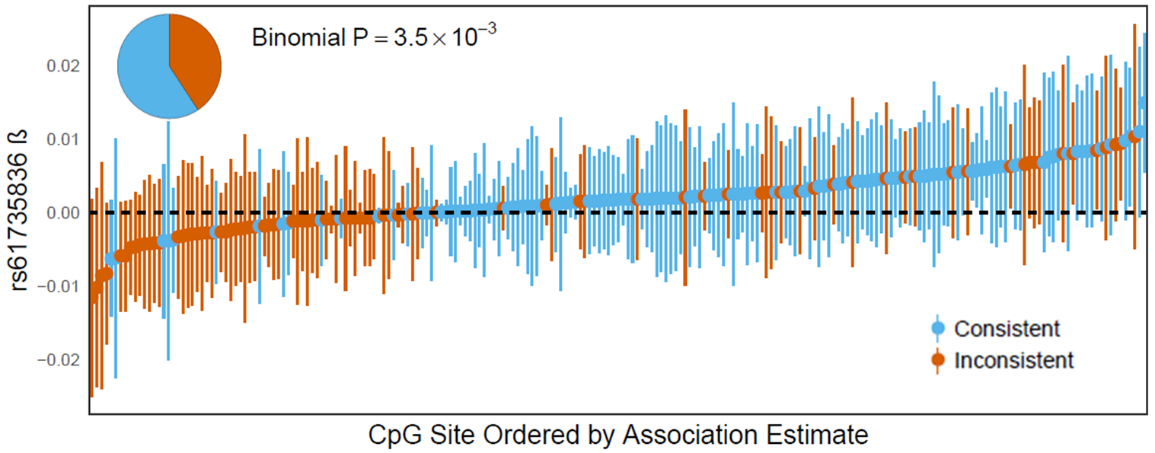 Binomial P = 3.5×10⁻³
0.02
0.01
0.00
−0.01
−0.02
rs61735836 ß
Consistent
Inconsistent
CpG Site Ordered by Association Estimate